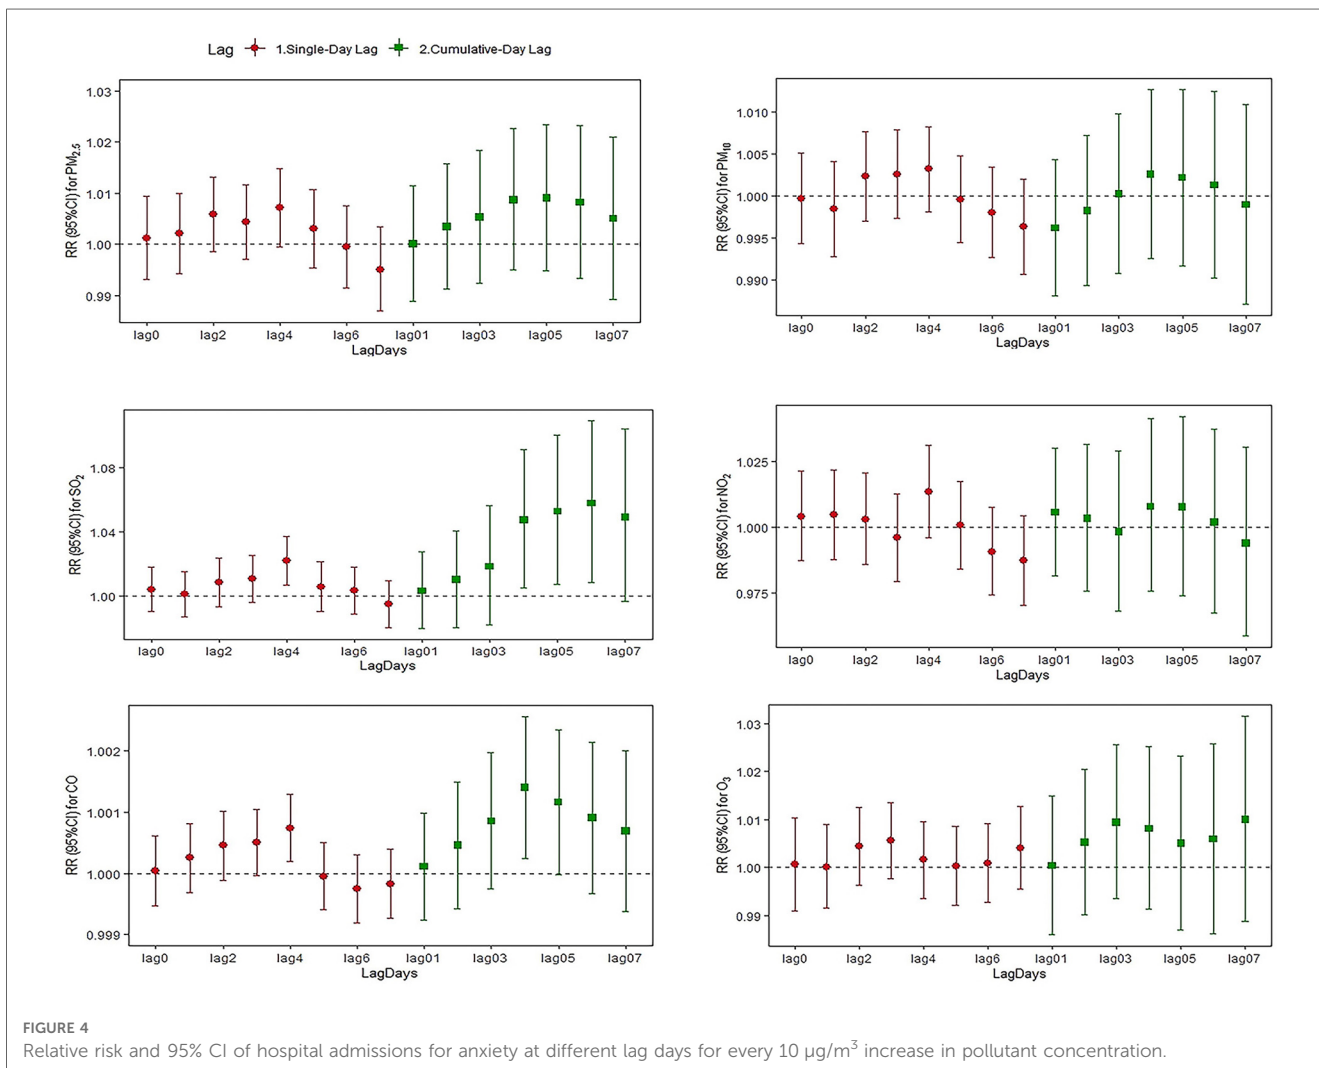 Lag 1.Single-Day Lag 2.Cumulative-Day Lag
RR (95%CI) for PM2.5
1.03
1.02
1.01
1.00
0.99
lag0 lag2 lag4 lag6 lag01 lag03 lag05 lag07
LagDays
RR (95%CI) for PM10
1.010
1.005
1.000
0.995
0.990
lag0 lag2 lag4 lag6 lag01 lag03 lag05 lag07
LagDays
RR (95%CI) for SO2
1.08
1.04
1.00
lag0 lag2 lag4 lag6 lag01 lag03 lag05 lag07
LagDays
RR (95%CI) for NO2
1.025
1.000
0.975
lag0 lag2 lag4 lag6 lag01 lag03 lag05 lag07
LagDays
RR (95%CI) for CO
1.002
1.001
1.000
0.999
lag0 lag2 lag4 lag6 lag01 lag03 lag05 lag07
LagDays
RR (95%CI) for O3
1.03
1.02
1.01
1.00
0.99
lag0 lag2 lag4 lag6 lag01 lag03 lag05 lag07
LagDays
FIGURE 4
Relative risk and 95% CI of hospital admissions for anxiety at different lag days for every 10 µg/m³ increase in pollutant concentration.